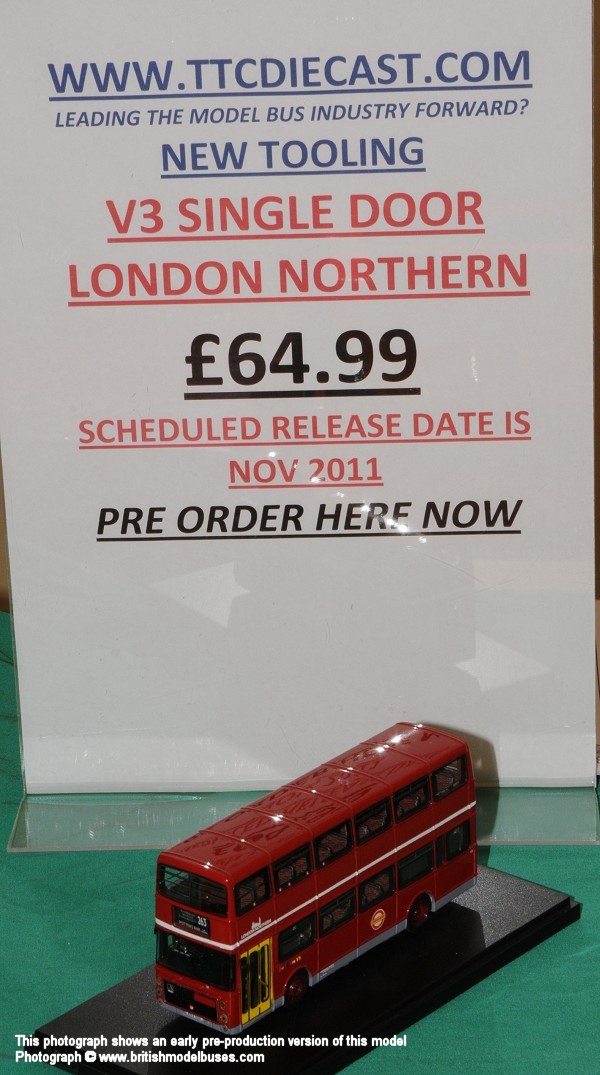 WWW.TTCDIECAST.COM
LEADING THE MODEL BUS INDUSTRY FORWARD?
NEW TOOLING
V3 SINGLE DOOR
LONDON NORTHERN
£64.99
SCHEDULED RELEASE DATE IS
NOV 2011
PRE ORDER HERE NOW
263
This photograph shows an early pre-production version of this model
Photograph © www.britishmodelbuses.com